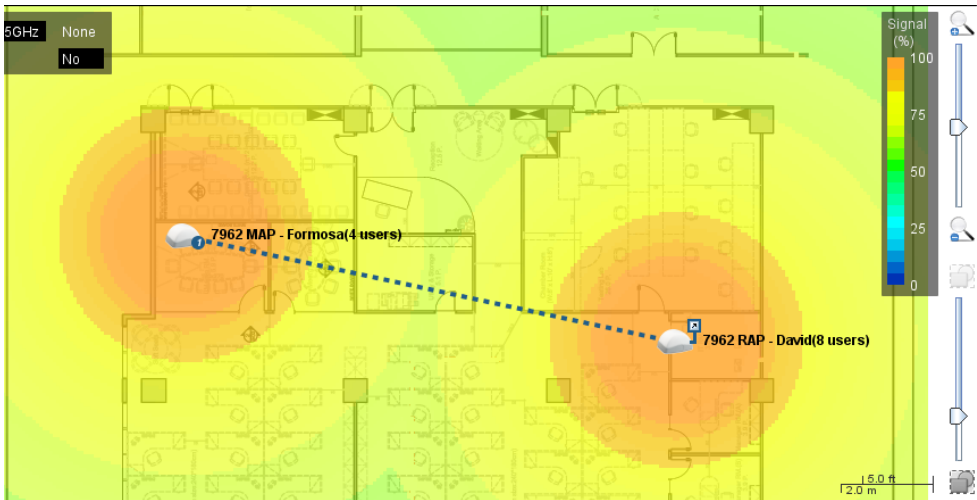 5GHz None
No
Signal
(%)
100
75
50
25
0
7962 MAP - Formosa(4 users)
1
7962 RAP - David(8 users)
5.0 ft
2.0 m